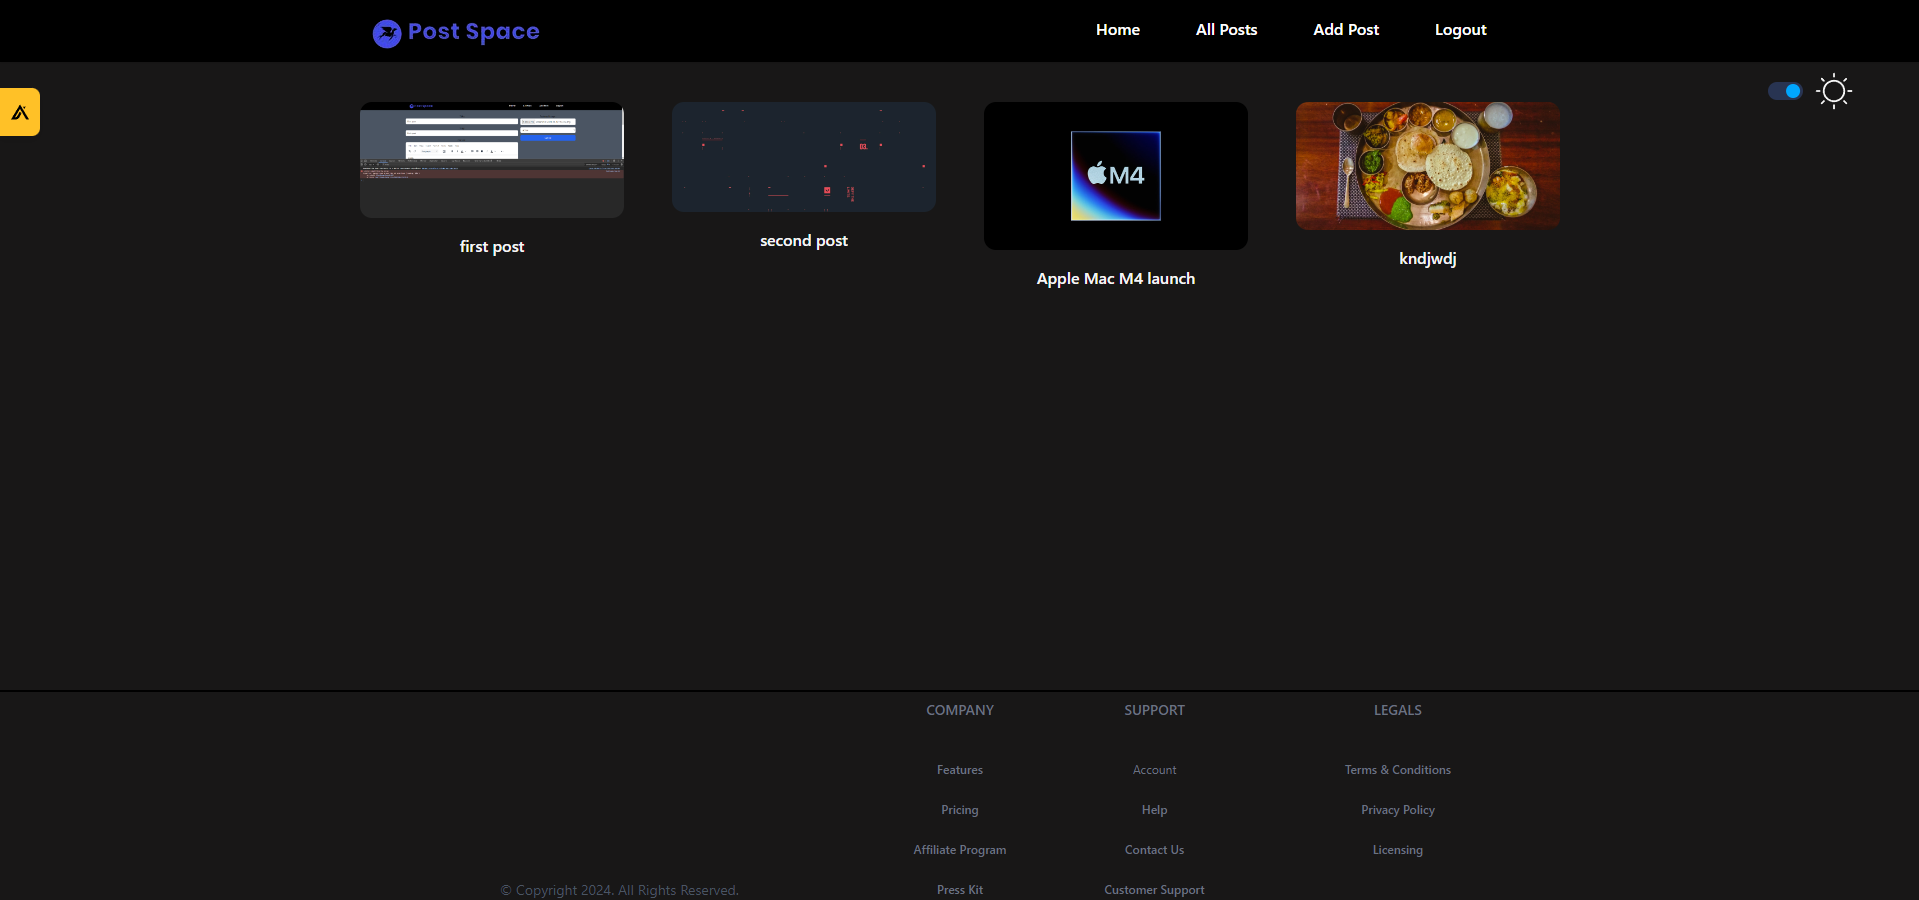 Post Space
Home All Posts Add Post Logout
M4
first post
second post
Apple Mac M4 launch
kndjwdj
COMPANY SUPPORT LEGALS
Features Account Terms & Conditions
Pricing Help Privacy Policy
Affiliate Program Contact Us Licensing
© Copyright 2024. All Rights Reserved. Press Kit Customer Support